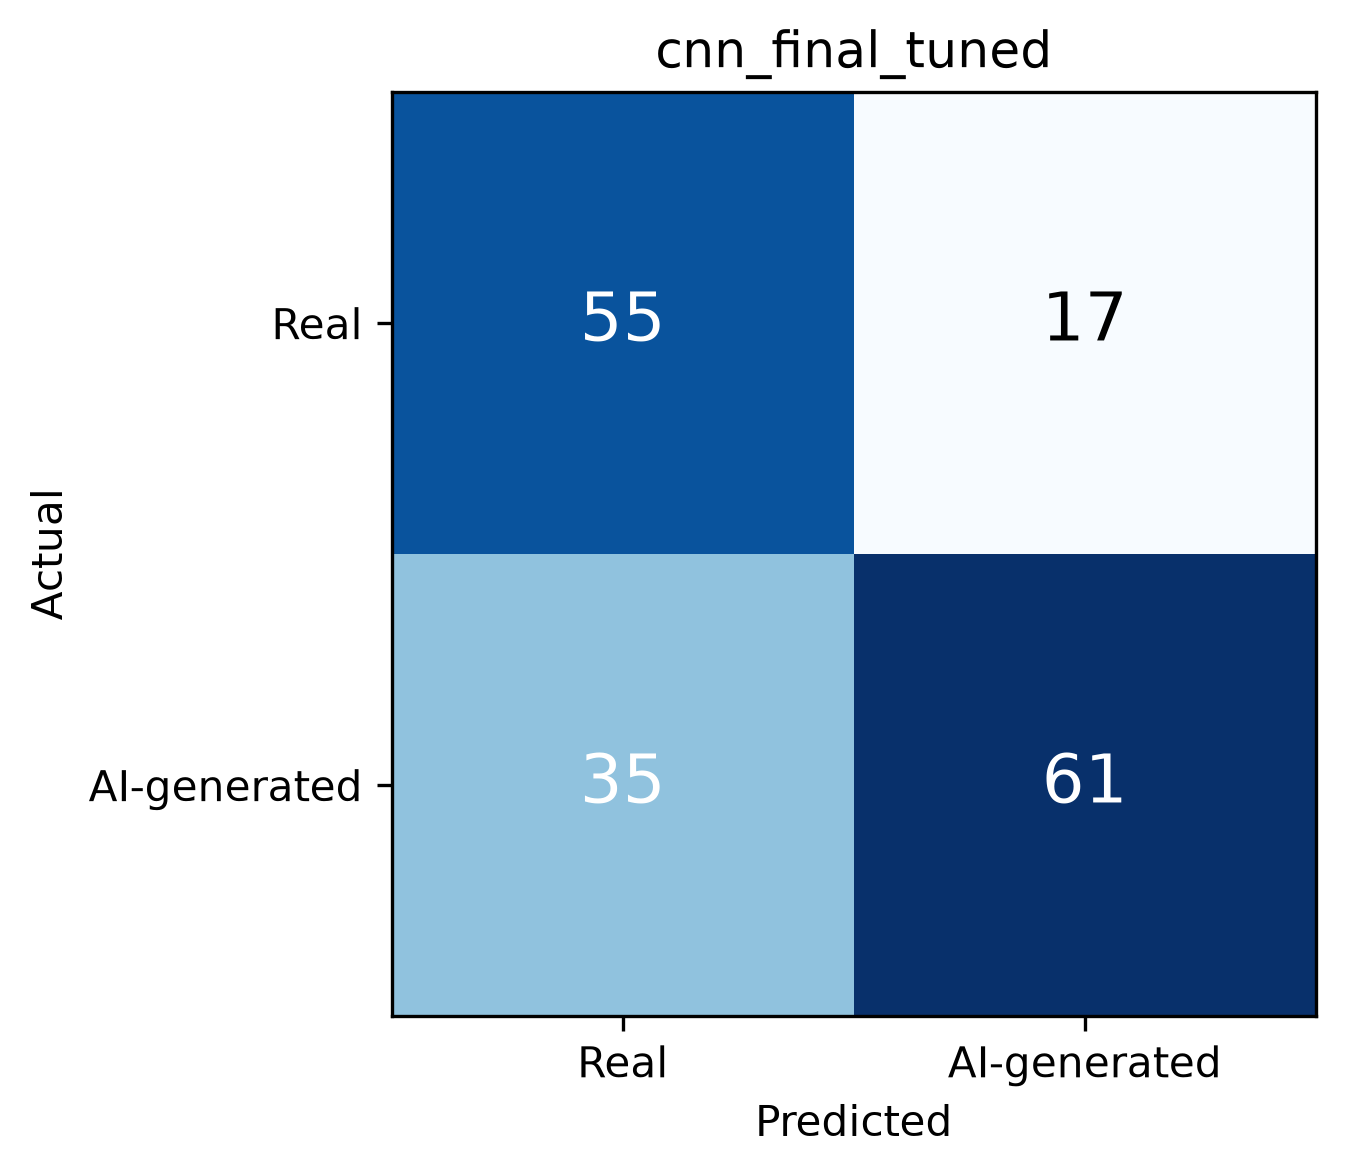 cnn_final_tuned
Real
55
17
Actual
AI-generated
35
61
Real
AI-generated
Predicted